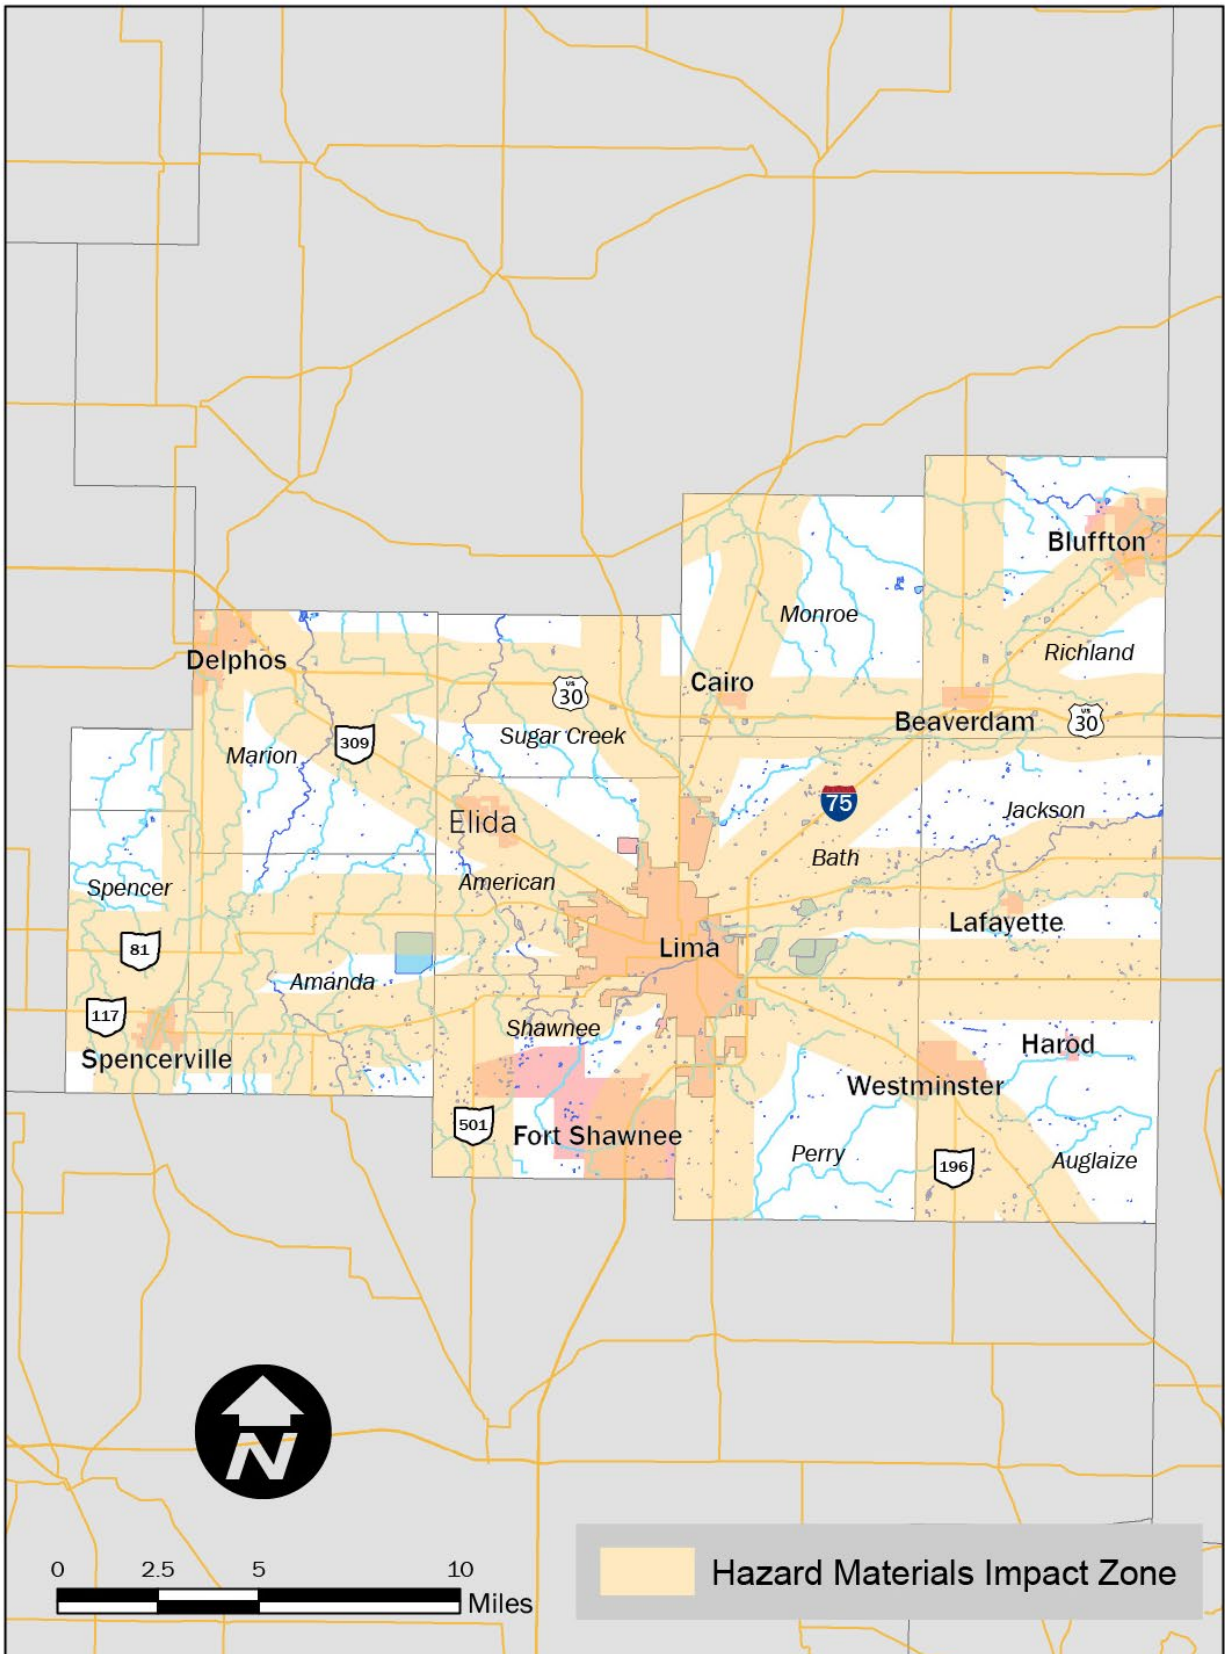 Bluffton
Monroe
Richland
Delphos
Cairo
US
30
Beaverdam
US
30
Sugar Creek
309
Marion
75
Jackson
Elida
Bath
American
Spencer
Lafayette
81
Lima
Amanda
117
Shawnee
Harod
Spencerville
Westminster
501
Fort Shawnee
Perry
196
Auglaize
N
0 2.5 5 10
Miles
Hazard Materials Impact Zone